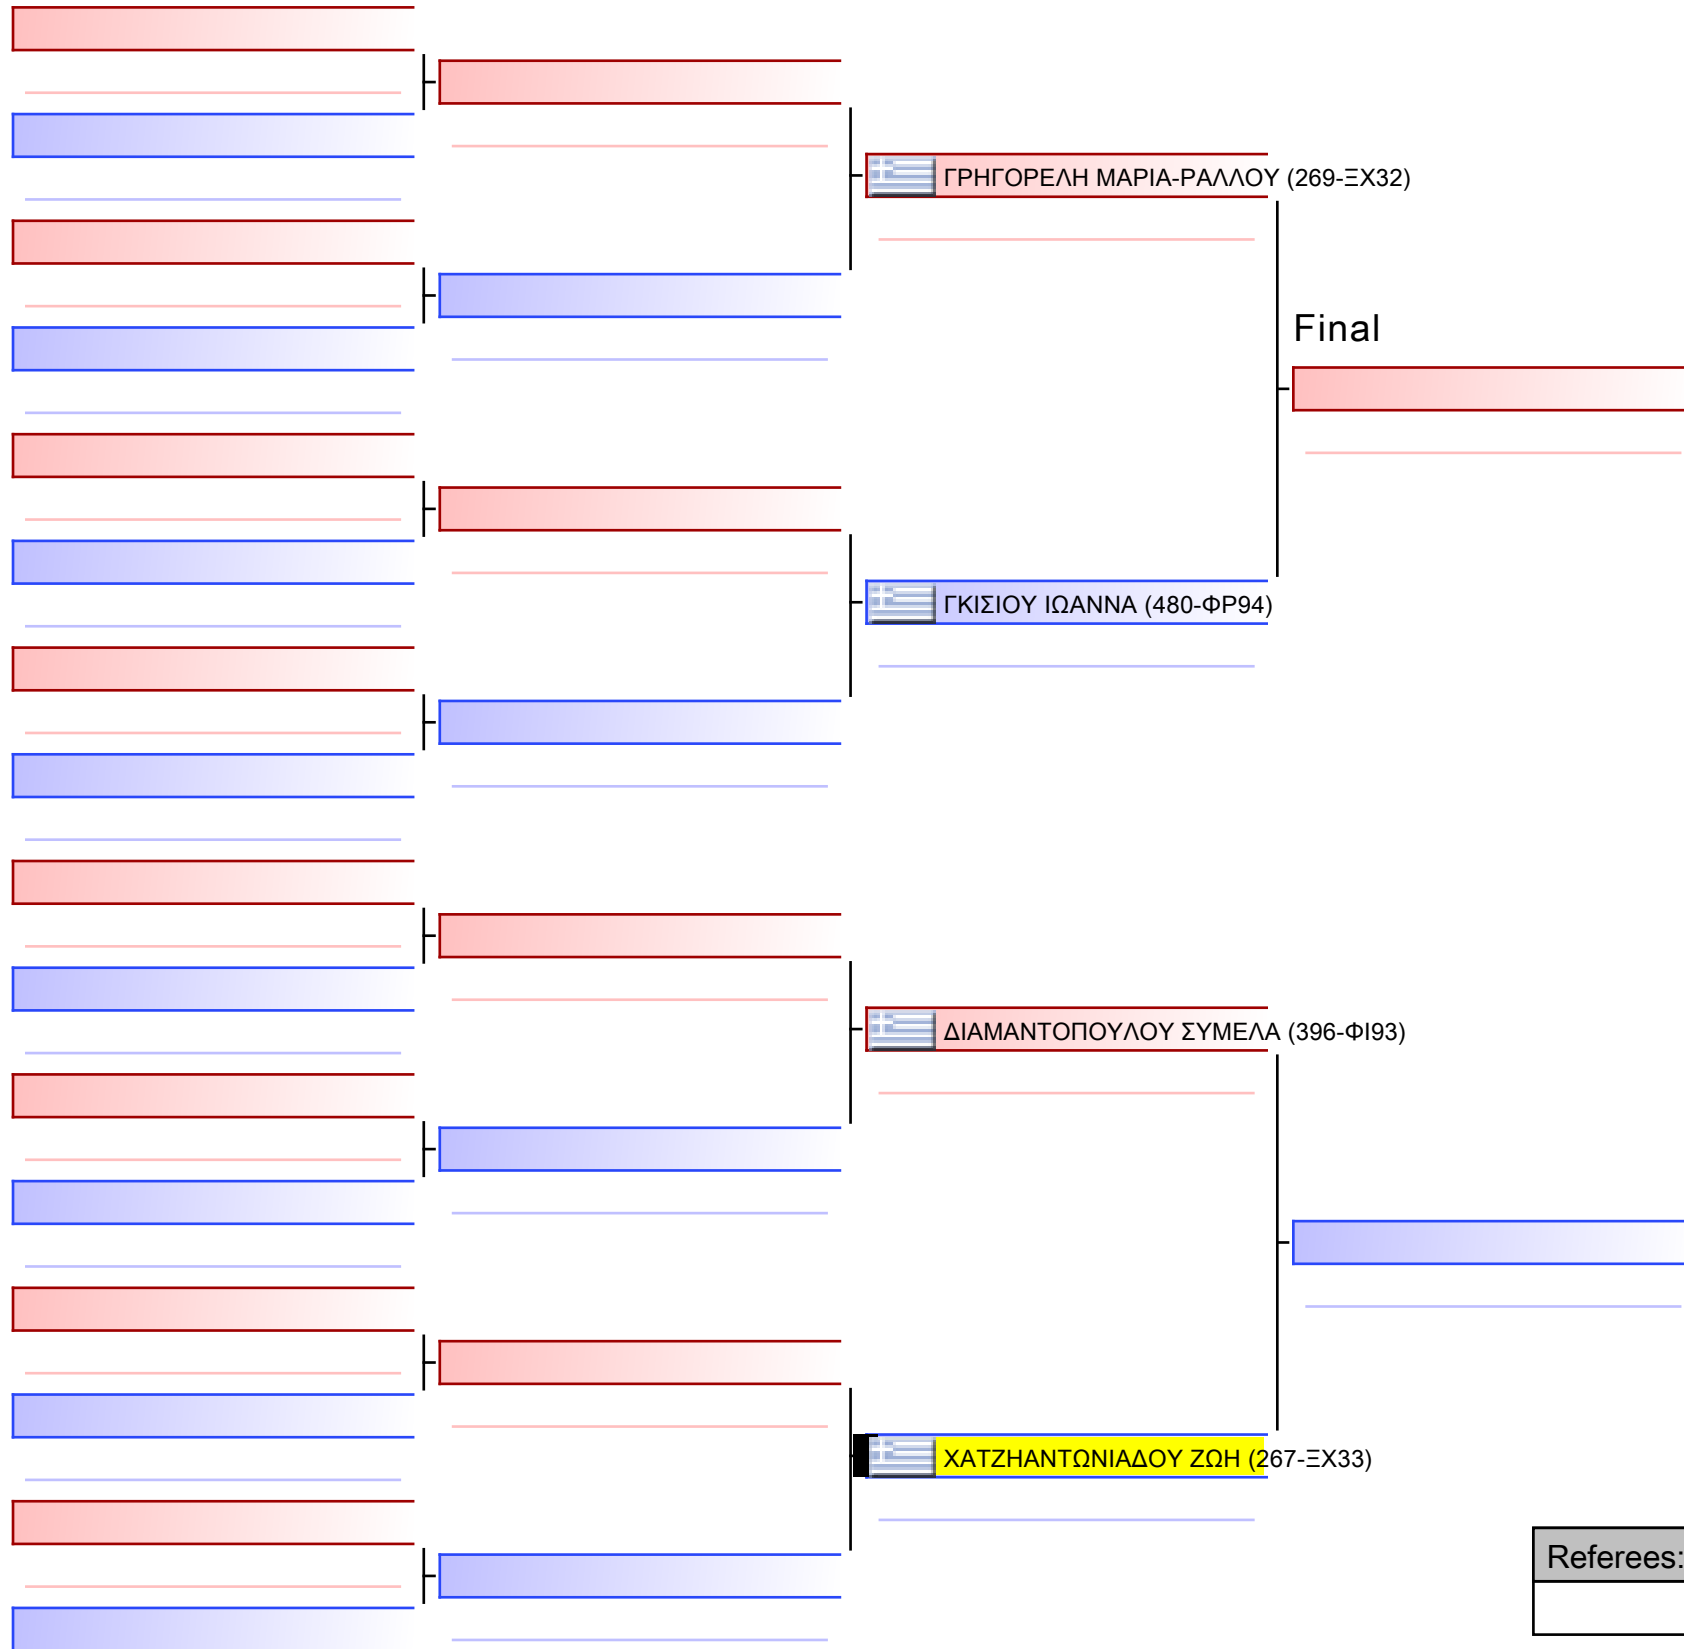 ΓΡΗΓΟΡΕΛΗ ΜΑΡΙΑ-ΡΑΛΛΟΥ (269-ΞΧ32)
Final
ΓΚΙΣΙΟΥ ΙΩΑΝΝΑ (480-ΦΡ94)
ΔΙΑΜΑΝΤΟΠΟΥΛΟΥ ΣΥΜΕΛΑ (396-ΦΙ93)
ΧΑΤΖΗΑΝΤΩΝΙΑΔΟΥ ΖΩΗ (267-ΞΧ33)
Referees: